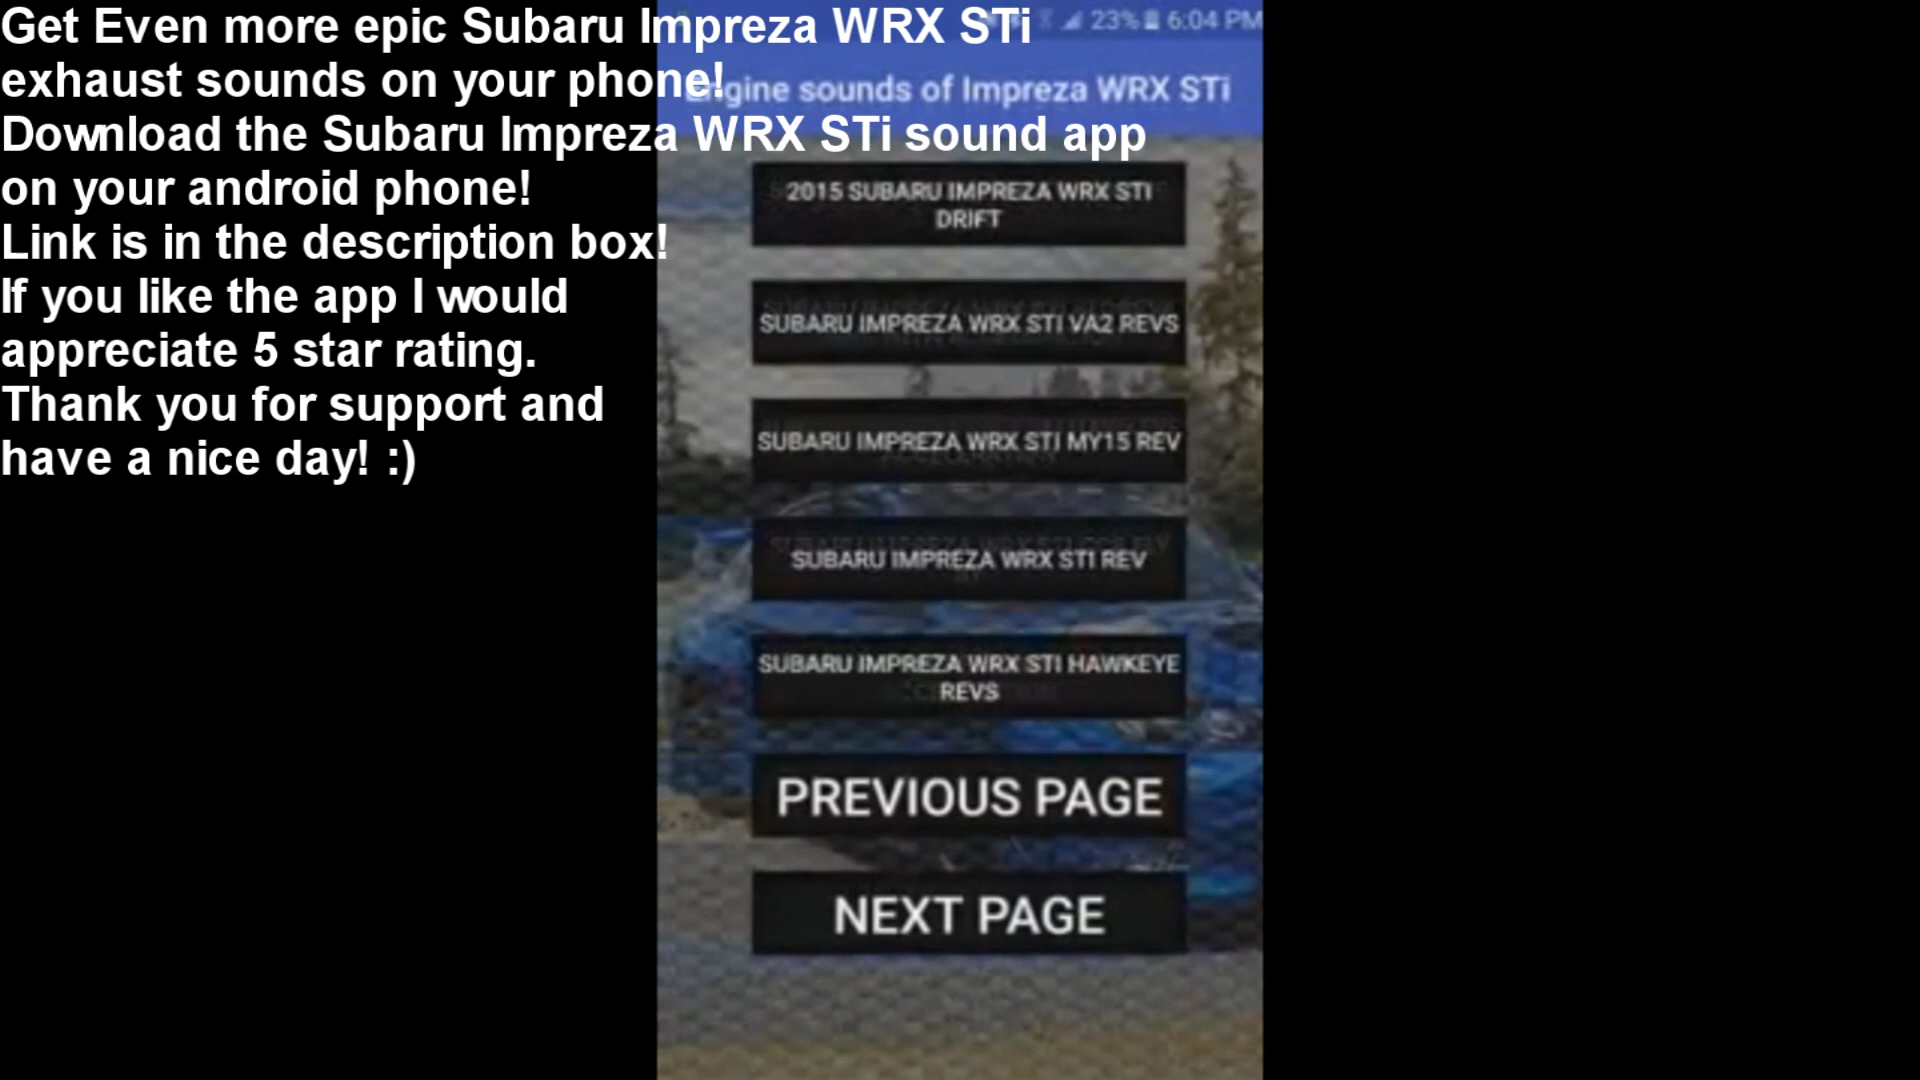 Get Even more epic Subaru Impreza WRX STi
exhaust sounds on your phone!
Download the Subaru Impreza WRX STi sound app
on your android phone!
Link is in the description box!
If you like the app I would
appreciate 5 star rating.
Thank you for support and
have a nice day! :)
23% 6:04 PM
Engine sounds of Impreza WRX STi
2015 SUBARU IMPREZA WRX STI
DRIFT
SUBARU IMPREZA WRX STI VA2 REVS
SUBARU IMPREZA WRX STI MY15 REV
SUBARU IMPREZA WRX STI REV
SUBARU IMPREZA WRX STI HAWKEYE
REVS
PREVIOUS PAGE
NEXT PAGE